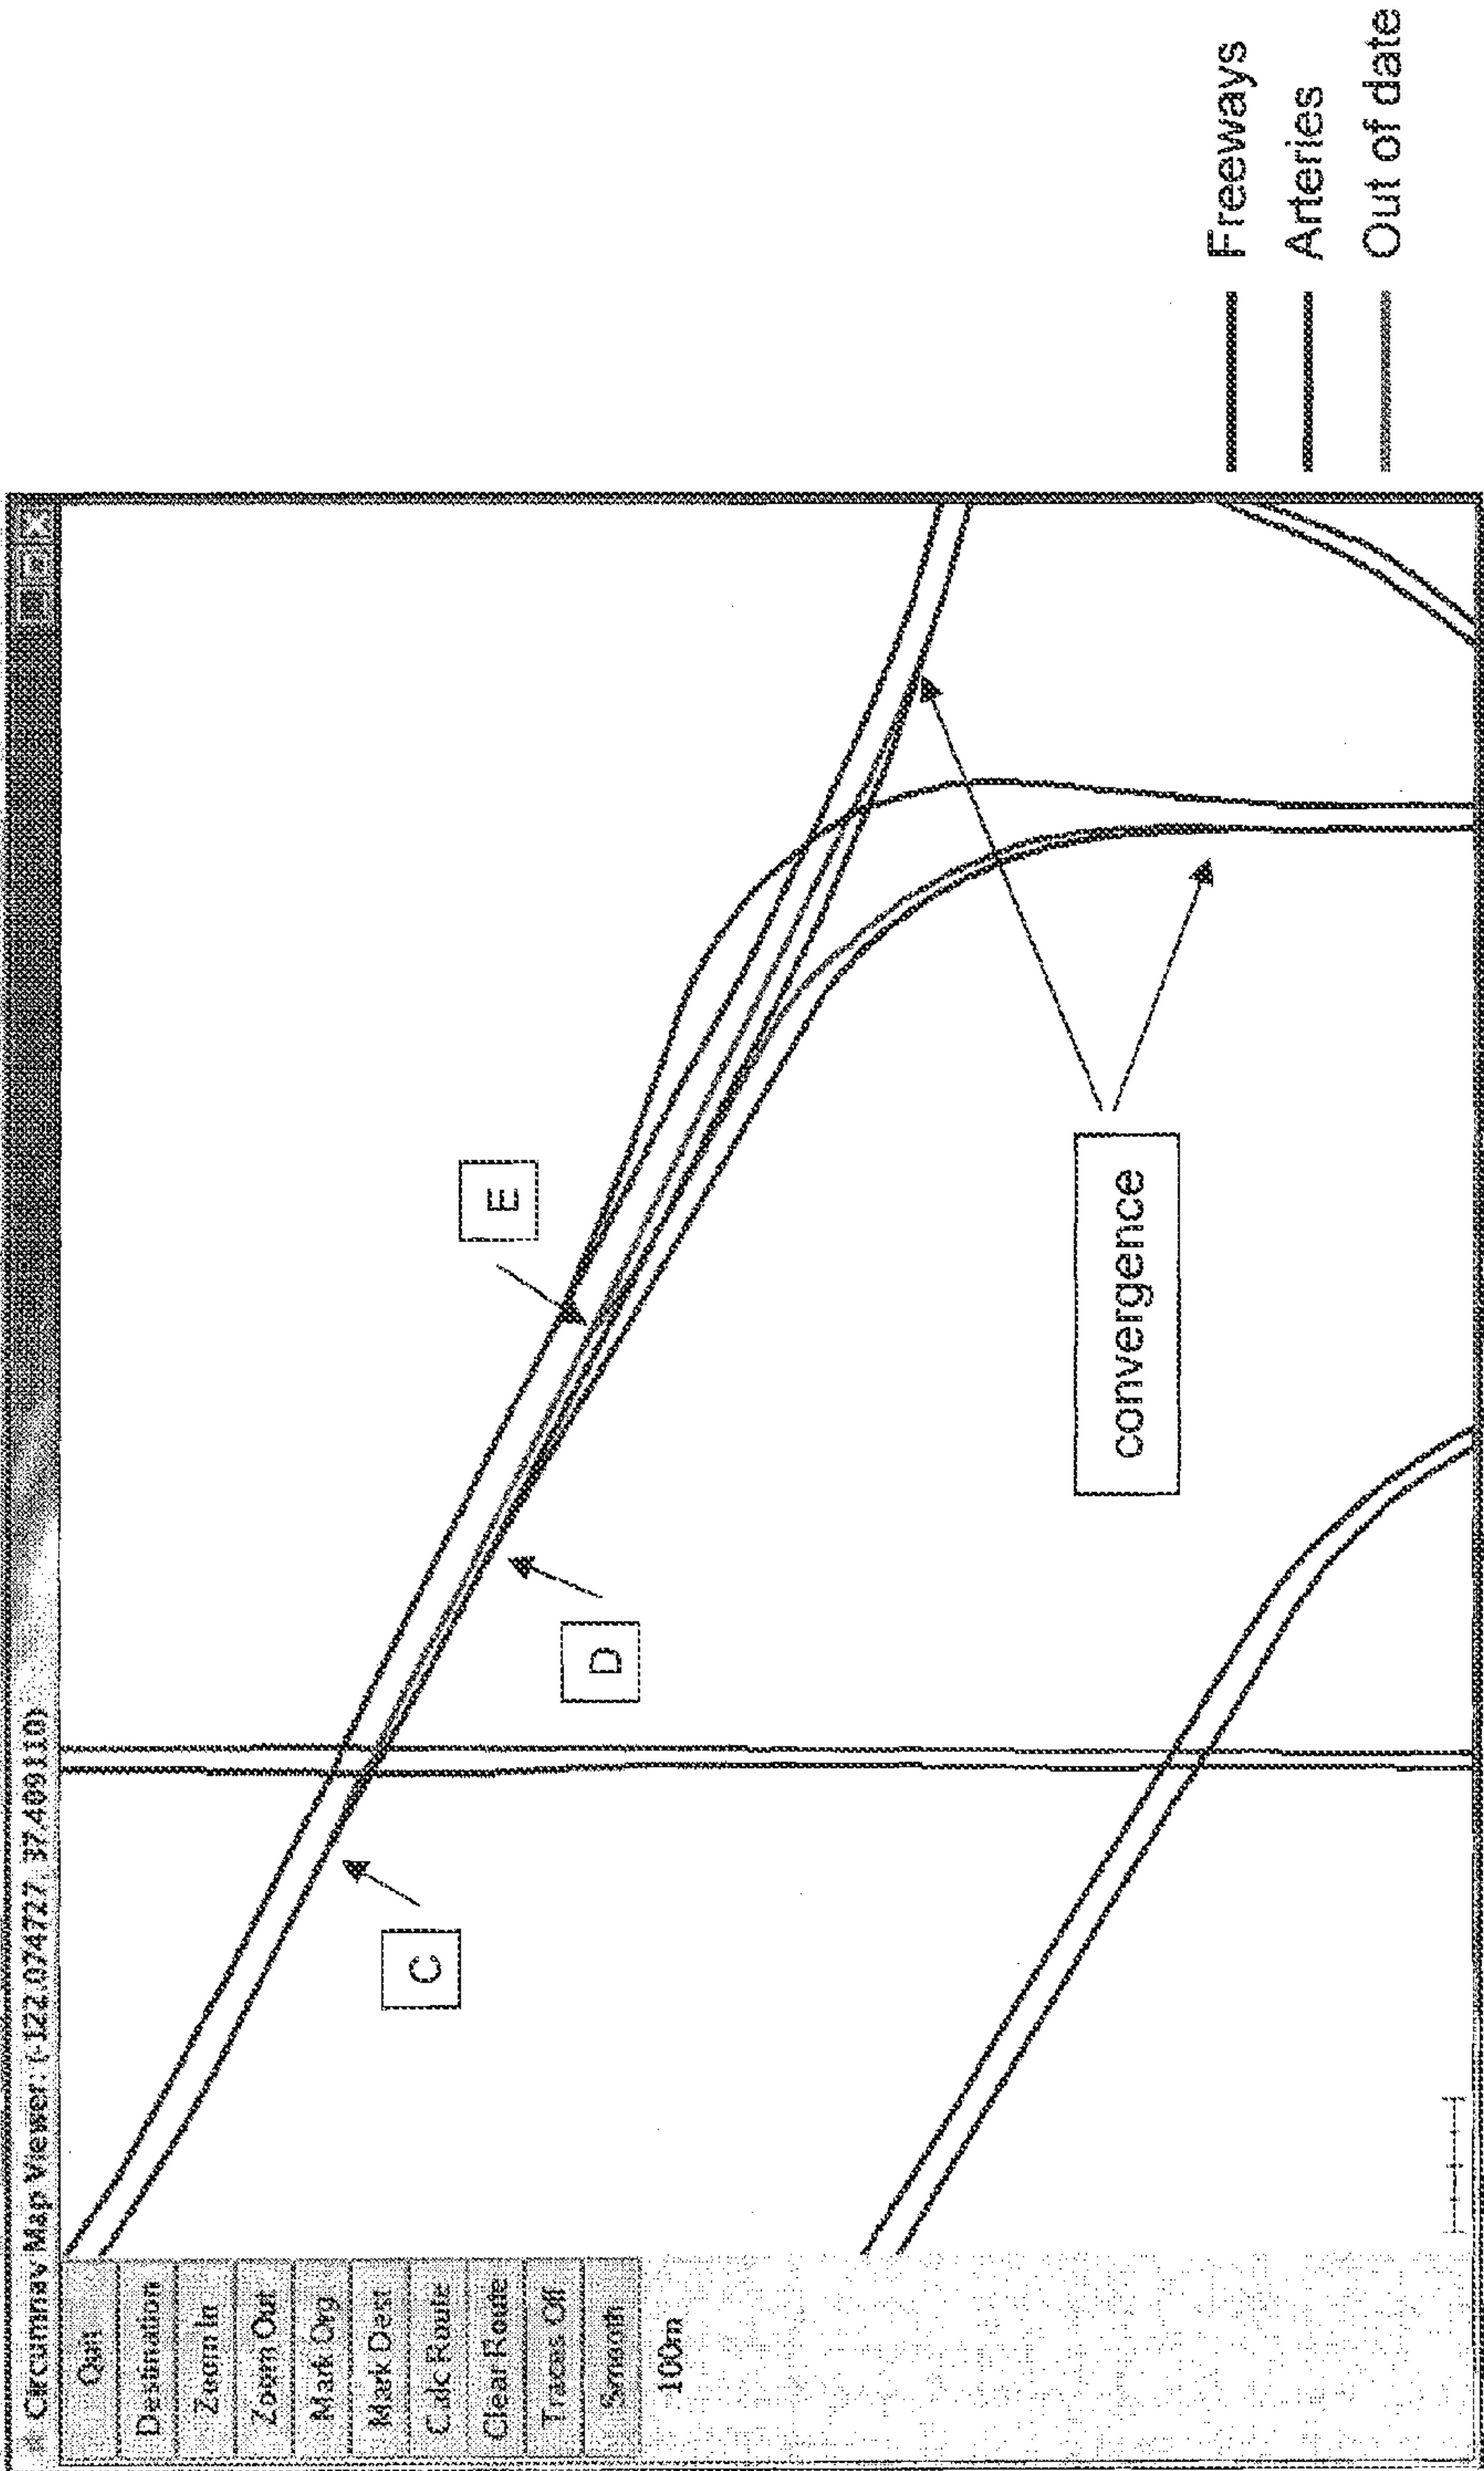 Circumnav Map Viewer: (-122.074727, 37.409110)
Quit
Destination
Zoom In
Zoom Out
Mark Org
Mark Dest
Calc Route
Clear Route
Traces Off
Smooth
100m
C
D
E
convergence
Freeways
Arteries
Out of date